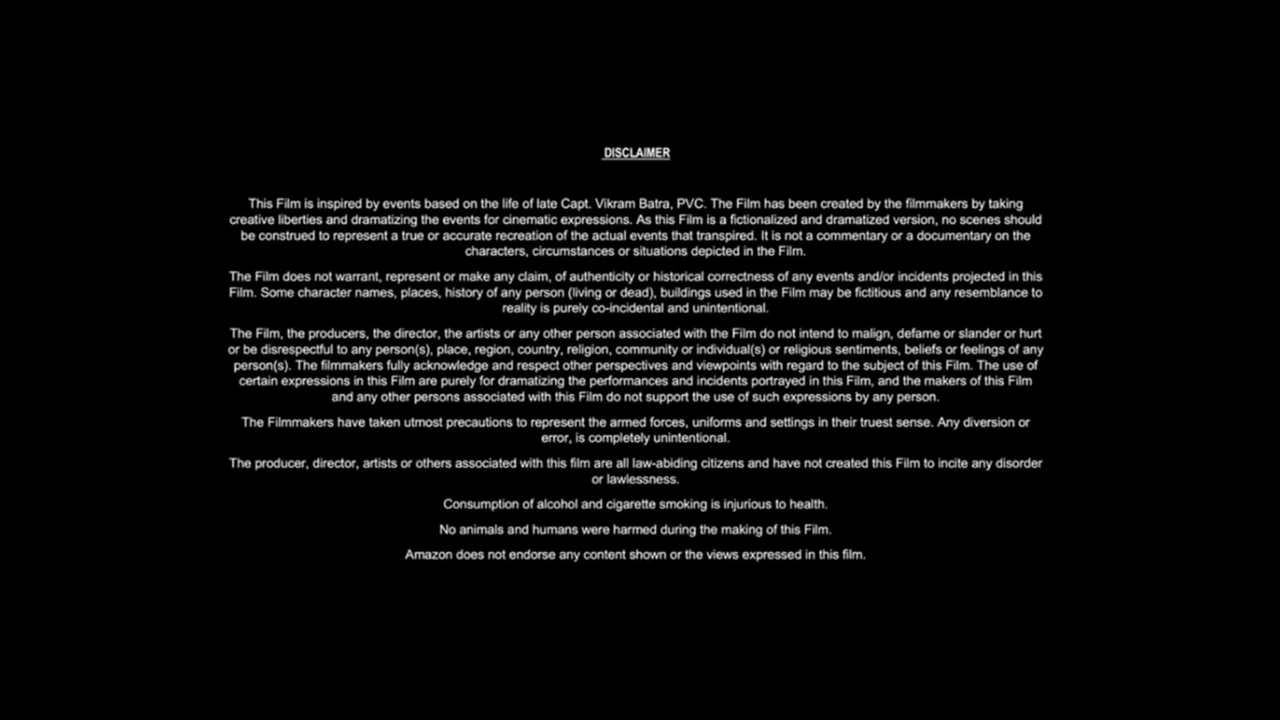 DISCLAIMER
This Film is inspired by events based on the life of late Capt. Vikram Batra, PVC. The Film has been created by the filmmakers by taking
creative liberties and dramatizing the events for cinematic expressions. As this Film is a fictionalized and dramatized version, no scenes should
be construed to represent a true or accurate recreation of the actual events that transpired. It is not a commentary or a documentary on the
characters, circumstances or situations depicted in the Film.
The Film does not warrant, represent or make any claim, of authenticity or historical correctness of any events and/or incidents projected in this
Film. Some character names, places, history of any person (living or dead), buildings used in the Film may be fictitious and any resemblance to
reality is purely co-incidental and unintentional.
The Film, the producers, the director, the artists or any other person associated with the Film do not intend to malign, defame or slander or hurt
or be disrespectful to any person(s), place, region, country, religion, community or individual(s) or religious sentiments, beliefs or feelings of any
person(s). The filmmakers fully acknowledge and respect other perspectives and viewpoints with regard to the subject of this Film. The use of
certain expressions in this Film are purely for dramatizing the performances and incidents portrayed in this Film, and the makers of this Film
and any other persons associated with this Film do not support the use of such expressions by any person.
The Filmmakers have taken utmost precautions to represent the armed forces, uniforms and settings in their truest sense. Any diversion or
error, is completely unintentional.
The producer, director, artists or others associated with this film are all law-abiding citizens and have not created this Film to incite any disorder
or lawlessness.
Consumption of alcohol and cigarette smoking is injurious to health.
No animals and humans were harmed during the making of this Film.
Amazon does not endorse any content shown or the views expressed in this film.